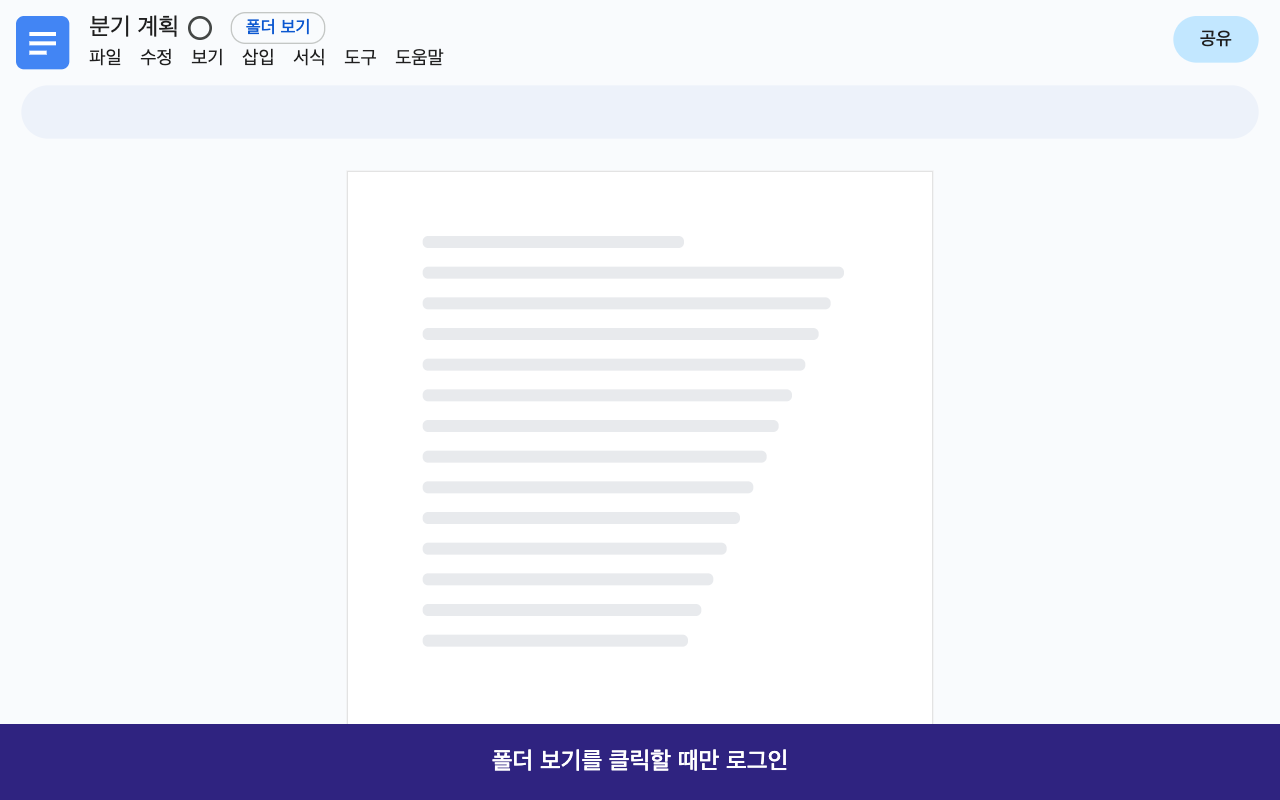 분기 계획 폴더 보기
파일 수정 보기 삽입 서식 도구 도움말
공유
폴더 보기를 클릭할 때만 로그인